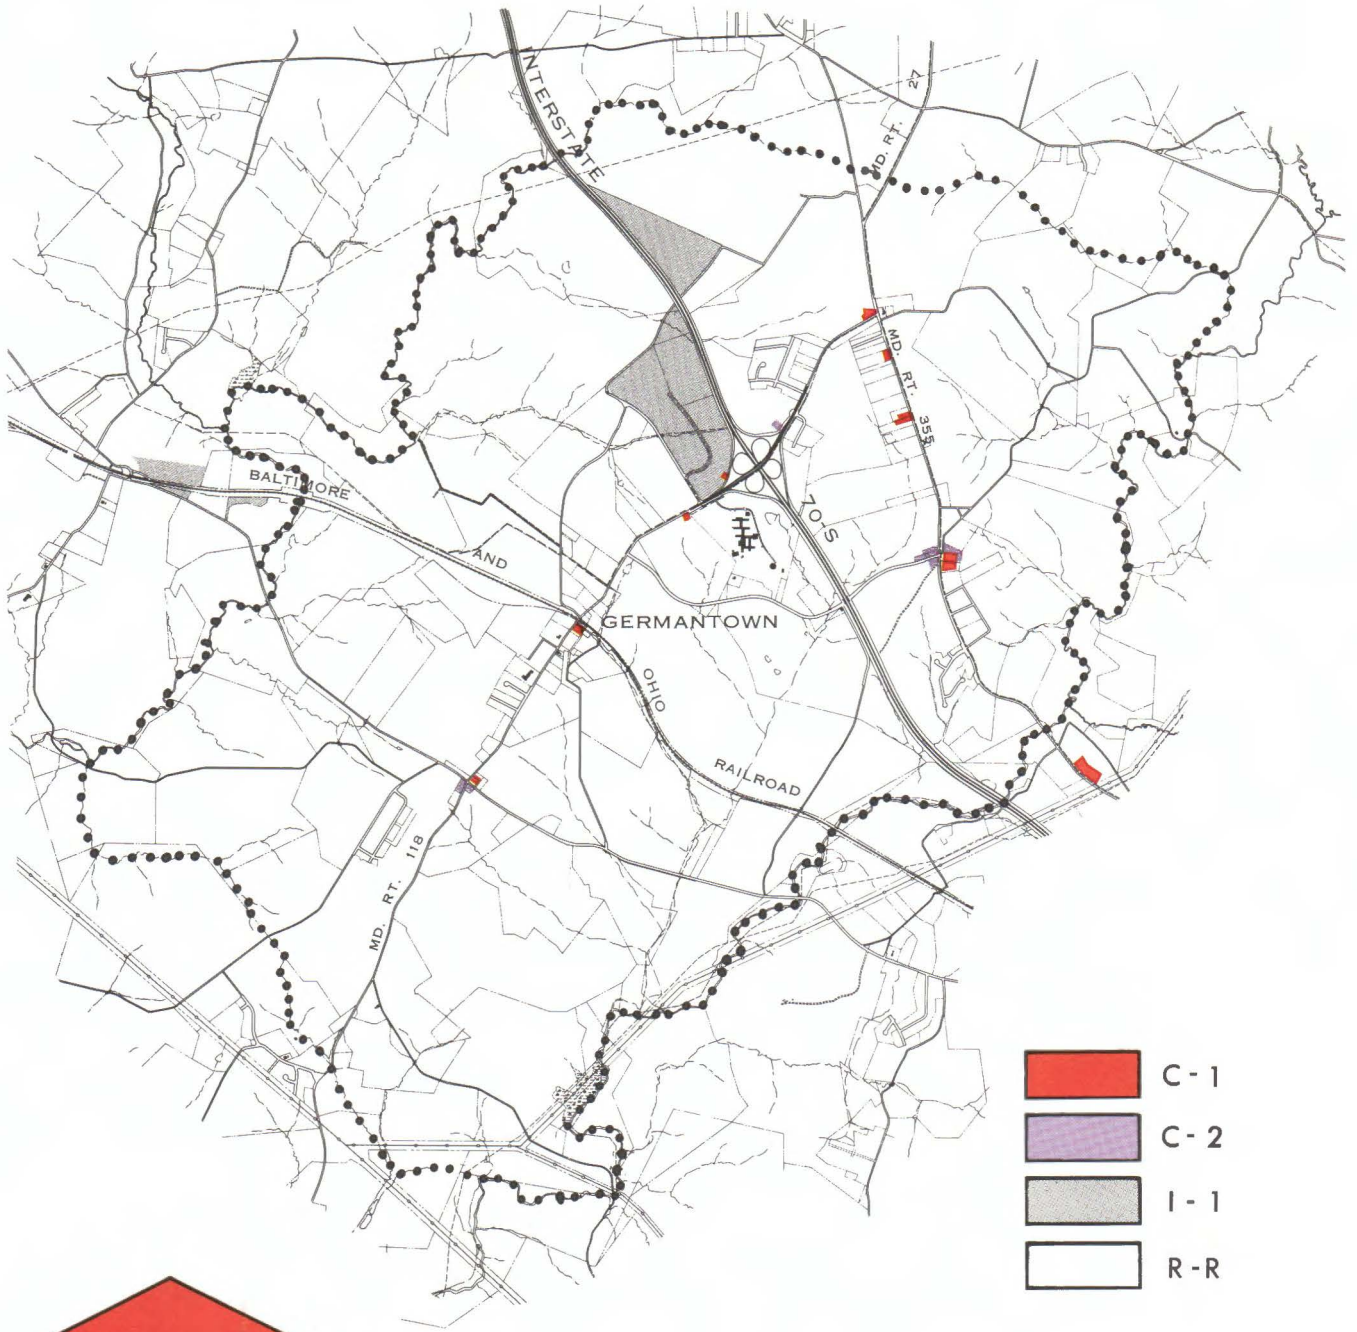 INTERSTATE
27
MD. RT.
MD. RT. 355
BALTIMORE
70-S
AND
GERMANTOWN
OHIO
RAILROAD
MD. RT. 118
C - 1
C - 2
I - 1
R - R